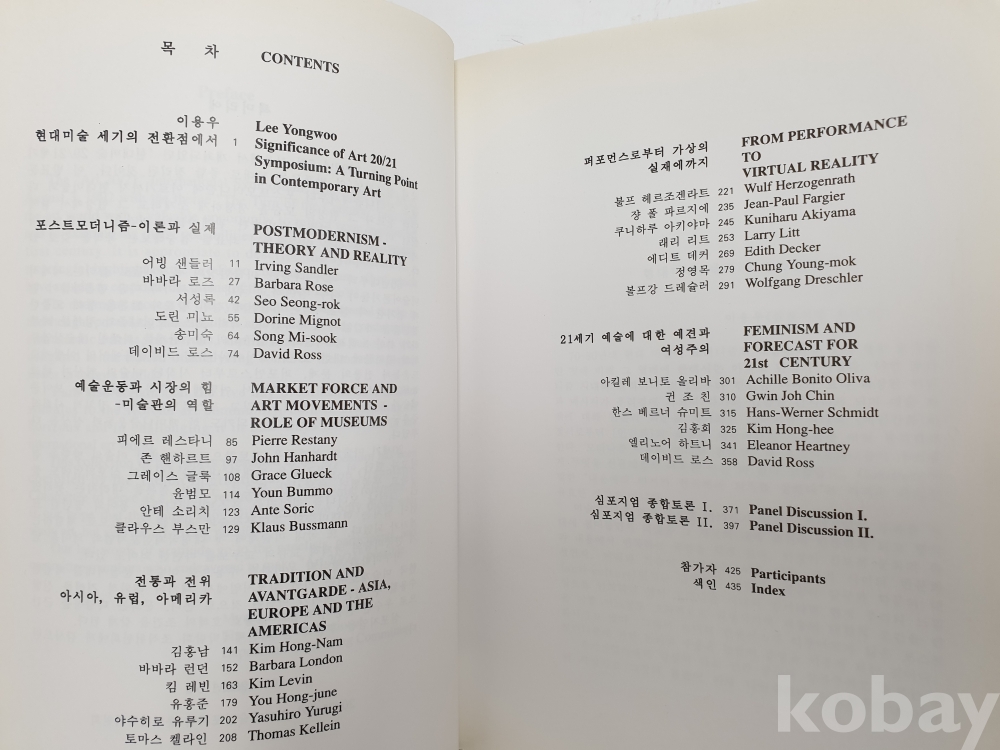 목 차 CONTENTS
이용우 Lee Yongwoo
현대미술 세기의 전환점에서 1 Significance of Art 20/21
Symposium: A Turning Point
in Contemporary Art
포스트모더니즘-이론과 실제 POSTMODERNISM -
THEORY AND REALITY
어빙 샌들러 11 Irving Sandler
바바라 로즈 27 Barbara Rose
서성록 42 Seo Seong-rok
도린 미뇨 55 Dorine Mignot
송미숙 64 Song Mi-sook
데이비드 로스 74 David Ross
예술운동과 시장의 힘 MARKET FORCE AND
-미술관의 역할 ART MOVEMENTS -
ROLE OF MUSEUMS
피에르 레스타니 85 Pierre Restany
존 핸하르트 97 John Hanhardt
그레이스 글룩 108 Grace Glueck
윤범모 114 Youn Bummo
안테 소리치 123 Ante Soric
클라우스 부스만 129 Klaus Bussmann
전통과 전위 TRADITION AND
아시아, 유럽, 아메리카 AVANTGARDE - ASIA,
EUROPE AND THE
AMERICAS
김홍남 141 Kim Hong-Nam
바바라 런던 152 Barbara London
킴 레빈 163 Kim Levin
유홍준 179 You Hong-june
야수히로 유루기 202 Yasuhiro Yurugi
토마스 켈라인 208 Thomas Kellein
퍼포먼스로부터 가상의 FROM PERFORMANCE
실재에까지 TO
VIRTUAL REALITY
볼프 헤르조겐라트 221 Wulf Herzogenrath
쟝 폴 파르지에 235 Jean-Paul Fargier
쿠니하루 아키야마 245 Kuniharu Akiyama
래리 리트 253 Larry Litt
에디트 데커 269 Edith Decker
정영목 279 Chung Young-mok
볼프강 드레슬러 291 Wolfgang Dreschler
21세기 예술에 대한 예견과 FEMINISM AND
여성주의 FORECAST FOR
21st CENTURY
아킬레 보니토 올리바 301 Achille Bonito Oliva
귄 조 친 310 Gwin Joh Chin
한스 베르너 슈미트 315 Hans-Werner Schmidt
김홍희 325 Kim Hong-hee
엘리노어 하트니 341 Eleanor Heartney
데이비드 로스 358 David Ross
심포지엄 종합토론 I. 371 Panel Discussion I.
심포지엄 종합토론 II. 397 Panel Discussion II.
참가자 425 Participants
색인 435 Index
kobay